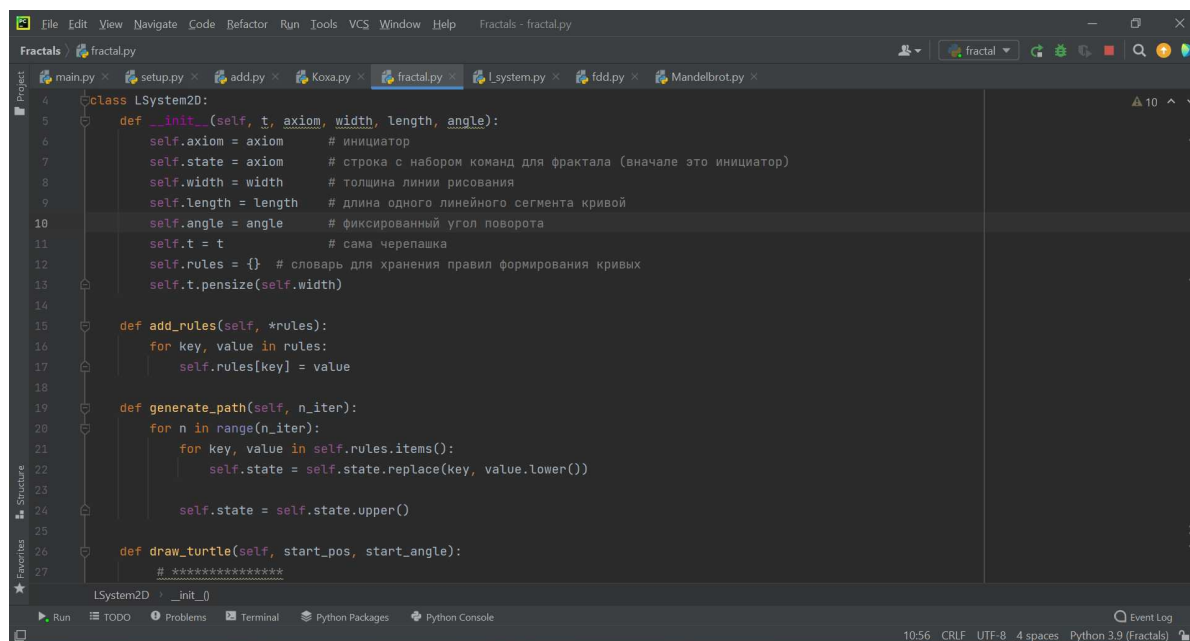 PC File Edit View Navigate Code Refactor Run Tools VCS Window Help Fractals - fractal.py
Fractals fractal.py fractal
main.py setup.py add.py Koxa.py fractal.py l_system.py fdd.py Mandelbrot.py
Project
4 class LSystem2D: 10
5 def __init__(self, t, axiom, width, length, angle):
6 self.axiom = axiom # инициатор
7 self.state = axiom # строка с набором команд для фрактала (вначале это инициатор)
8 self.width = width # толщина линии рисования
9 self.length = length # длина одного линейного сегмента кривой
10 self.angle = angle # фиксированный угол поворота
11 self.t = t # сама черепашка
12 self.rules = {} # словарь для хранения правил формирования кривых
13 self.t.pensize(self.width)
14
15 def add_rules(self, *rules):
16 for key, value in rules:
17 self.rules[key] = value
18
19 def generate_path(self, n_iter):
20 for n in range(n_iter):
21 for key, value in self.rules.items():
22 self.state = self.state.replace(key, value.lower())
23
24 self.state = self.state.upper()
25
26 def draw_turtle(self, start_pos, start_angle):
27 # ***************
Structure
Favorites
LSystem2D __init__()
Run TODO Problems Terminal Python Packages Python Console Event Log
10:56 CRLF UTF-8 4 spaces Python 3.9 (Fractals)